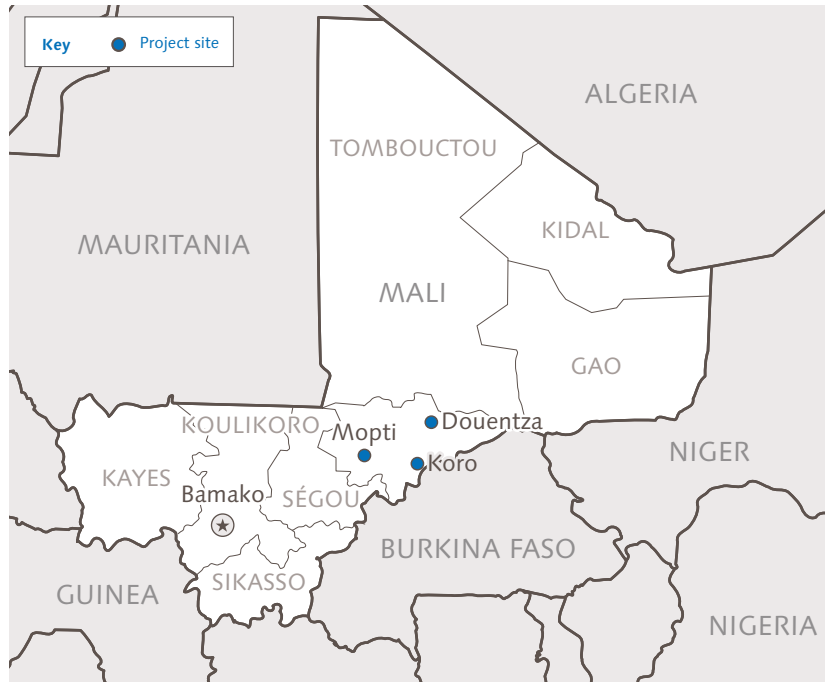 Key
Project site
ALGERIA
TOMBOUCTOU
KIDAL
MAURITANIA
MALI
GAO
KOULIKORO
Mopti
Douentza
NIGER
KAYES
Koro
Bamako
SÉGOU
BURKINA FASO
SIKASSO
GUINEA
NIGERIA